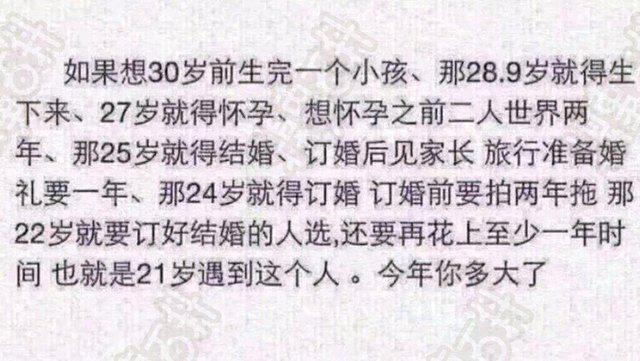 如果想30岁前生完一个小孩、那28.9岁就得生
下来、27岁就得怀孕、想怀孕之前二人世界两
年、那25岁就得结婚、订婚后见家长 旅行准备婚
礼要一年、那24岁就得订婚 订婚前要拍两年拖 那
22岁就要订好结婚的人选,还要再花上至少一年时
间 也就是21岁遇到这个人 。今年你多大了